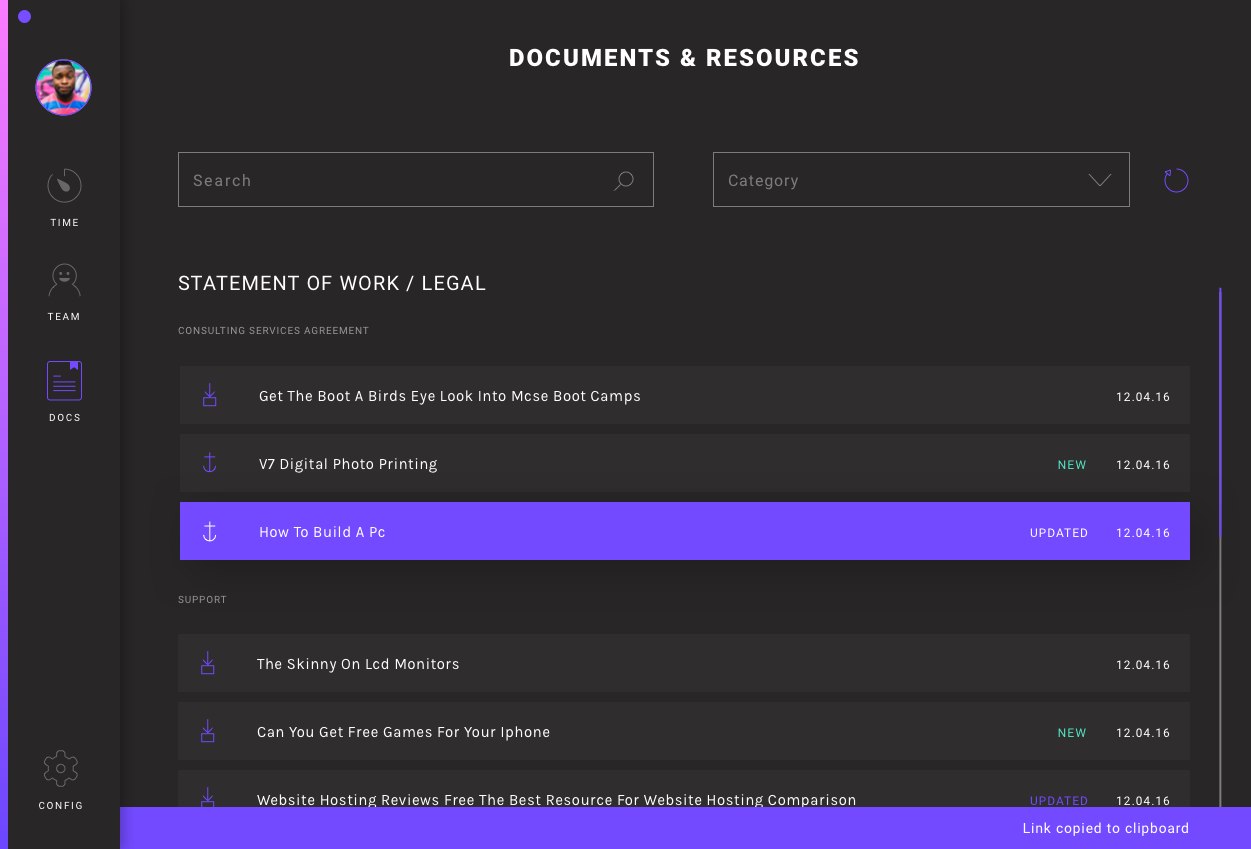 DOCUMENTS & RESOURCES
Search
Category
TIME
TEAM
DOCS
CONFIG
STATEMENT OF WORK / LEGAL
CONSULTING SERVICES AGREEMENT
Get The Boot A Birds Eye Look Into Mcse Boot Camps 12.04.16
V7 Digital Photo Printing NEW 12.04.16
How To Build A Pc UPDATED 12.04.16
SUPPORT
The Skinny On Lcd Monitors 12.04.16
Can You Get Free Games For Your Iphone NEW 12.04.16
Website Hosting Reviews Free The Best Resource For Website Hosting Comparison UPDATED 12.04.16
Link copied to clipboard